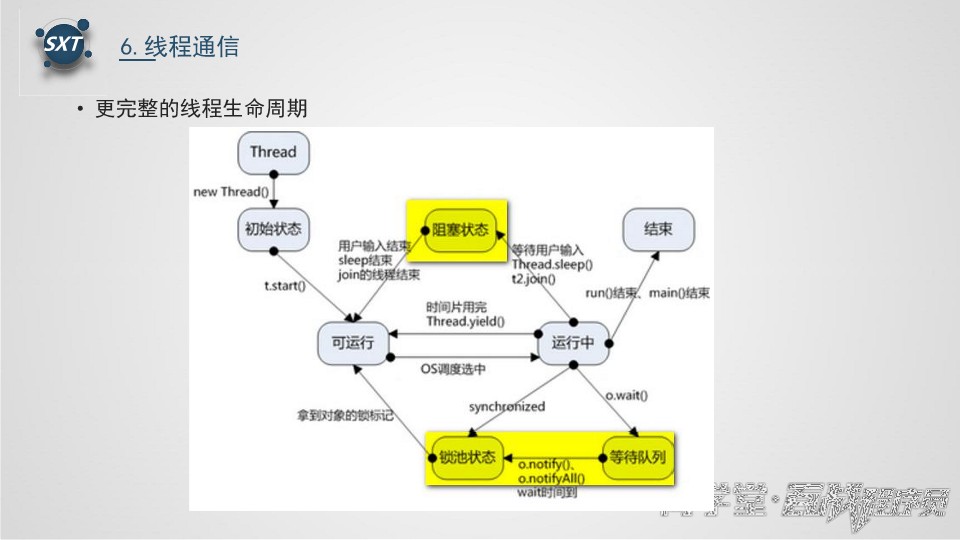 SXT
6. 线程通信
• 更完整的线程生命周期
Thread
new Thread()
初始状态
阻塞状态
结束
用户输入结束
sleep结束
join的线程结束
等待用户输入
Thread.sleep()
t2.join()
t.start()
run()结束、main()结束
时间片用完
Thread.yield()
可运行
运行中
OS调度选中
拿到对象的锁标记
synchronized
o.wait()
锁池状态
o.notify()、
o.notifyAll()
wait时间到
等待队列